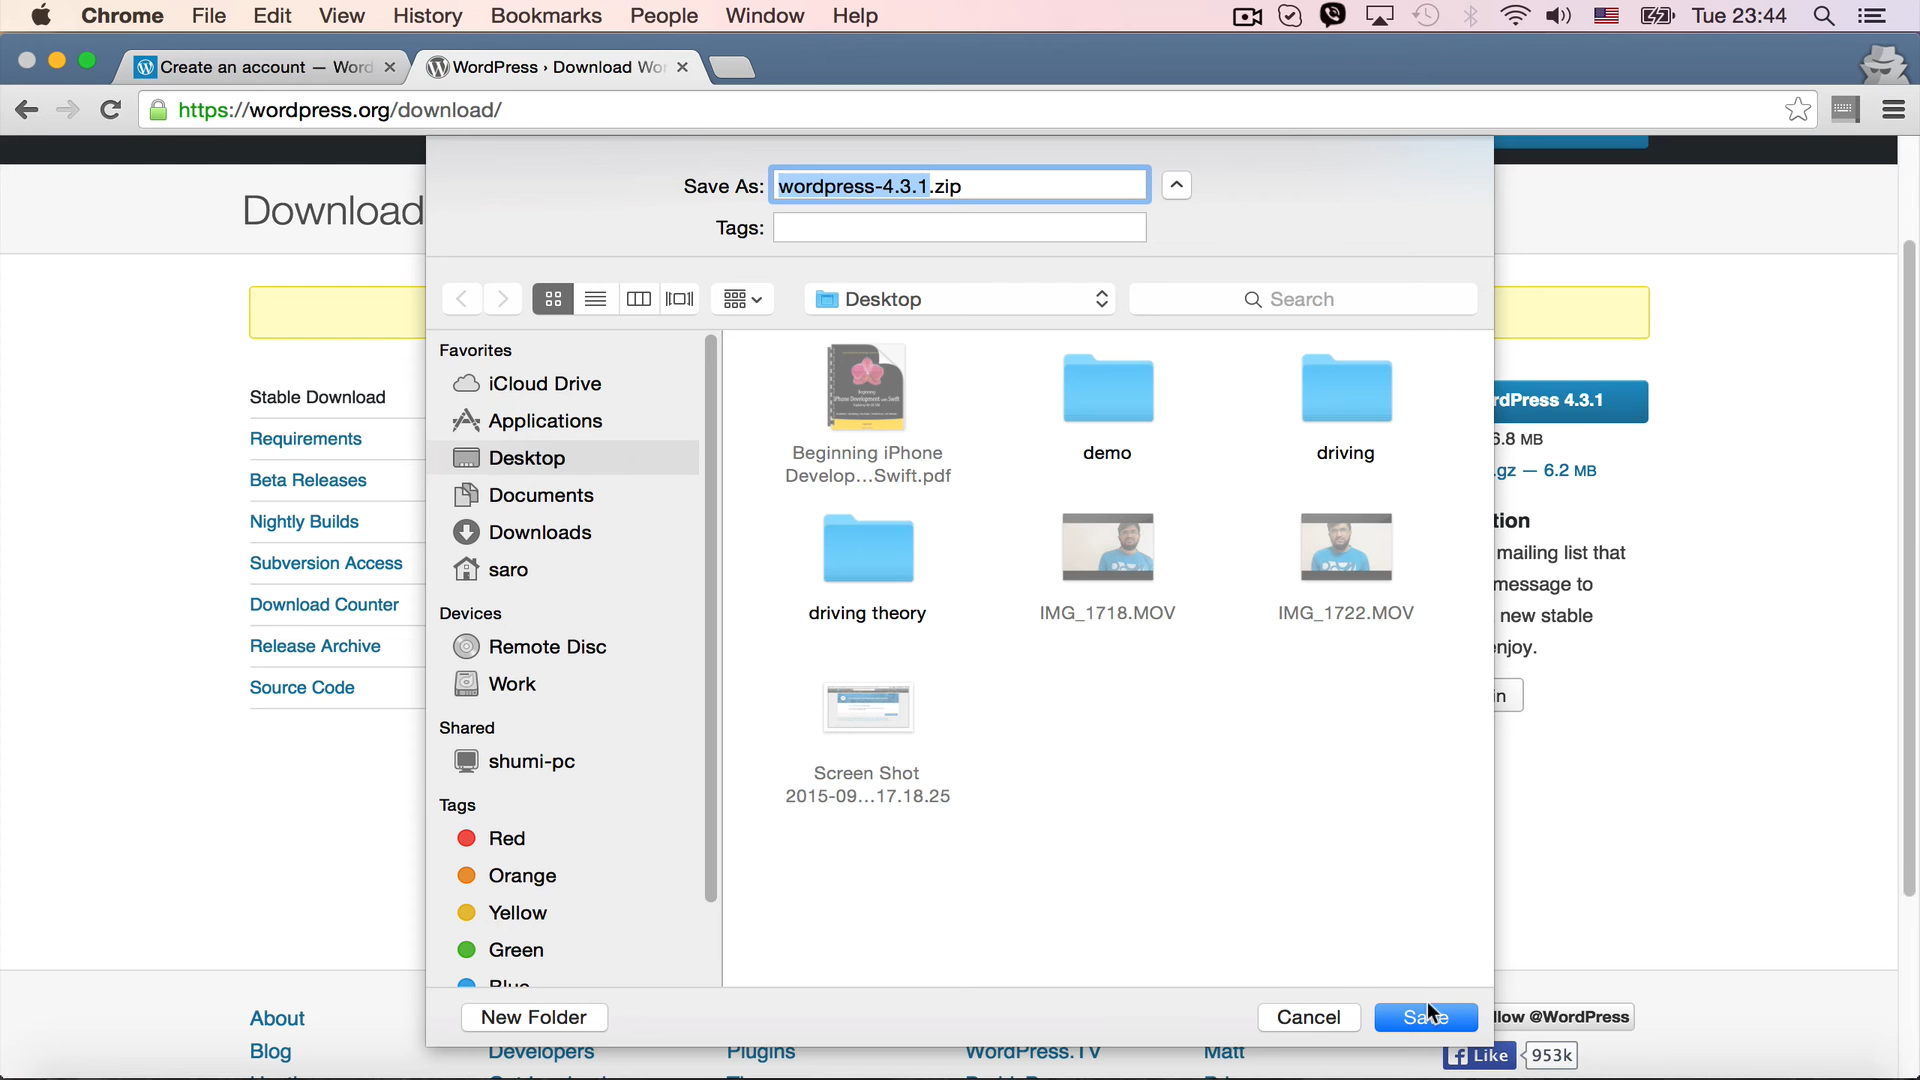 Chrome File Edit View History Bookmarks People Window Help Tue 23:44
Create an account — Word
WordPress › Download Wo
https://wordpress.org/download/
Save As: wordpress-4.3.1.zip
Tags:
Download
Desktop
Search
Favorites
iCloud Drive
Applications
Desktop
Documents
Downloads
saro
Devices
Remote Disc
Work
Shared
shumi-pc
Tags
Red
Orange
Yellow
Green
Blue
Beginning iPhone
Develop...Swift.pdf
demo
driving
driving theory
IMG_1718.MOV
IMG_1722.MOV
Screen Shot
2015-09...17.18.25
Stable Download
Requirements
Beta Releases
Nightly Builds
Subversion Access
Download Counter
Release Archive
Source Code
rdPress 4.3.1
6.8 MB
.gz — 6.2 MB
tion
mailing list that
message to
new stable
njoy.
in
New Folder
Cancel
Save
About
Blog
Developers
Plugins
WordPress.TV
Matt
llow @WordPress
Like 953k